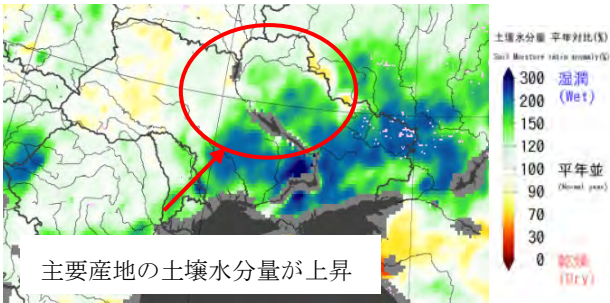 土壌水分量 平年対比(%)
Soil Moisture ratio anomaly(%)
300 湿潤
(Wet)
200
150
120
100 平年並
(Normal year)
90
70
30
0 乾燥
(Dry)
主要産地の土壌水分量が上昇